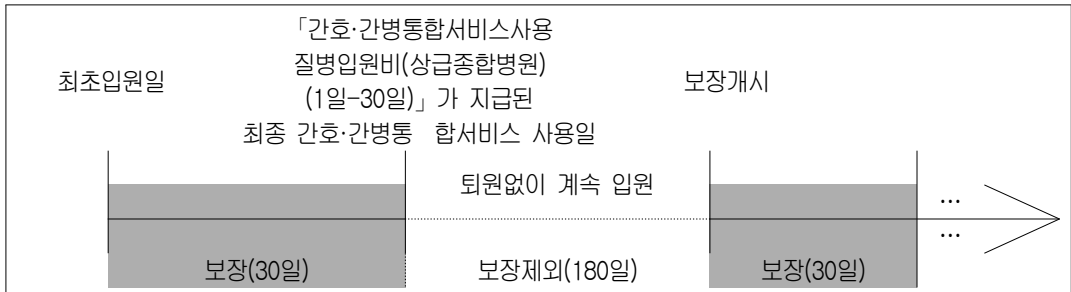 「간호·간병통합서비스사용
질병입원비(상급종합병원)
최초입원일
(1일-30일)」가 지급된
보장개시
최종 간호·간병통 합서비스 사용일
퇴원없이 계속 입원
...
...
보장(30일)
보장제외(180일)
보장(30일)